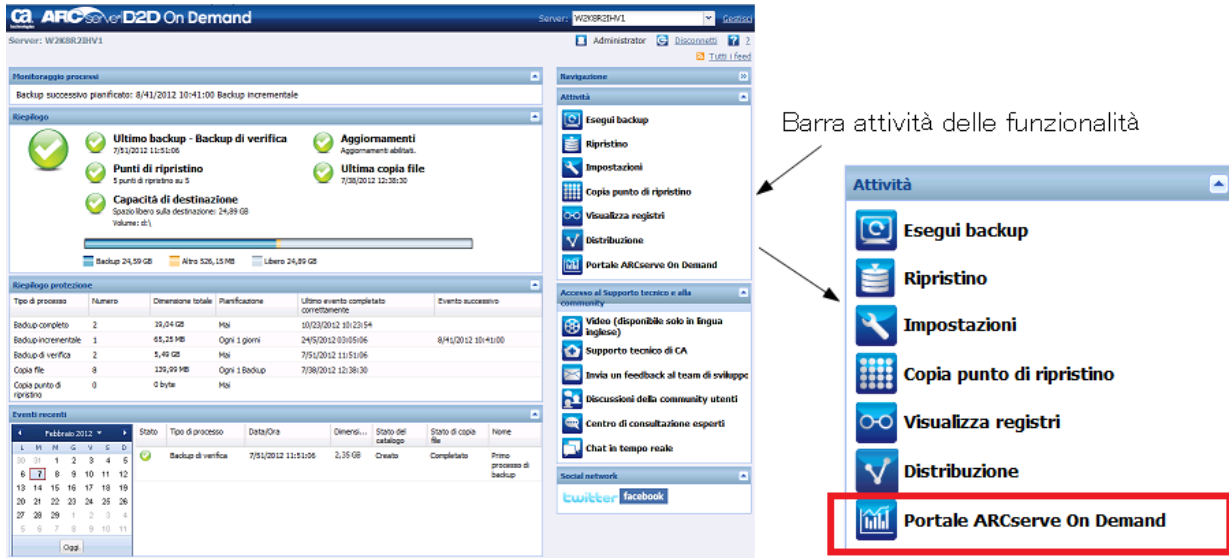 ca technologies ARCserve D2D On Demand
Server: W2K8R2IHV1 Gestisci
Server: W2K8R2IHV1
Administrator Disconnetti ?
Tutti i feed
Monitoraggio processi
Backup successivo pianificato: 8/41/2012 10:41:00 Backup incrementale
Riepilogo
Ultimo backup - Backup di verifica
7/51/2012 11:51:06
Aggiornamenti
Aggiornamenti abilitati.
Punti di ripristino
5 punti di ripristino su 5
Ultima copia file
7/38/2012 12:38:30
Capacità di destinazione
Spazio libero sulla destinazione: 24,89 GB
Volume: d:\
Backup 24,59 GB Altro 526,15 MB Libero 24,89 GB
Riepilogo protezione
Tipo di processo Numero Dimensione totale Pianificazione Ultimo evento completato correttamente Evento successivo
Backup completo 2 19,04 GB Mai 10/23/2012 10:23:54
Backup incrementale 1 65,25 MB Ogni 1 giorni 24/5/2012 03:05:06 8/41/2012 10:41:00
Backup di verifica 2 5,49 GB Mai 7/51/2012 11:51:06
Copia file 8 139,99 MB Ogni 1 Backup 7/38/2012 12:38:30
Copia punto di ripristino 0 0 byte Mai
Eventi recenti
Febbraio 2012
L M M G V S D
30 31 1 2 3 4 5
6 7 8 9 10 11 12
13 14 15 16 17 18 19
20 21 22 23 24 25 26
27 28 29 1 2 3 4
5 6 7 8 9 10 11
Oggi
Stato Tipo di processo Data/Ora Dimensi... Stato del catalogo Stato di copia file Nome
Backup di verifica 7/51/2012 11:51:06 2,35 GB Creato Completato Primo processo di backup
Navigazione
Attività
Esegui backup
Ripristino
Impostazioni
Copia punto di ripristino
Visualizza registri
Distribuzione
Portale ARCserve On Demand
Accesso al Supporto tecnico e alla community
Video (disponibile solo in lingua inglese)
Supporto tecnico di CA
Invia un feedback al team di sviluppo
Discussioni della community utenti
Centro di consultazione esperti
Chat in tempo reale
Social network
twitter facebook
Barra attività delle funzionalità
Attività
Esegui backup
Ripristino
Impostazioni
Copia punto di ripristino
Visualizza registri
Distribuzione
Portale ARCserve On Demand